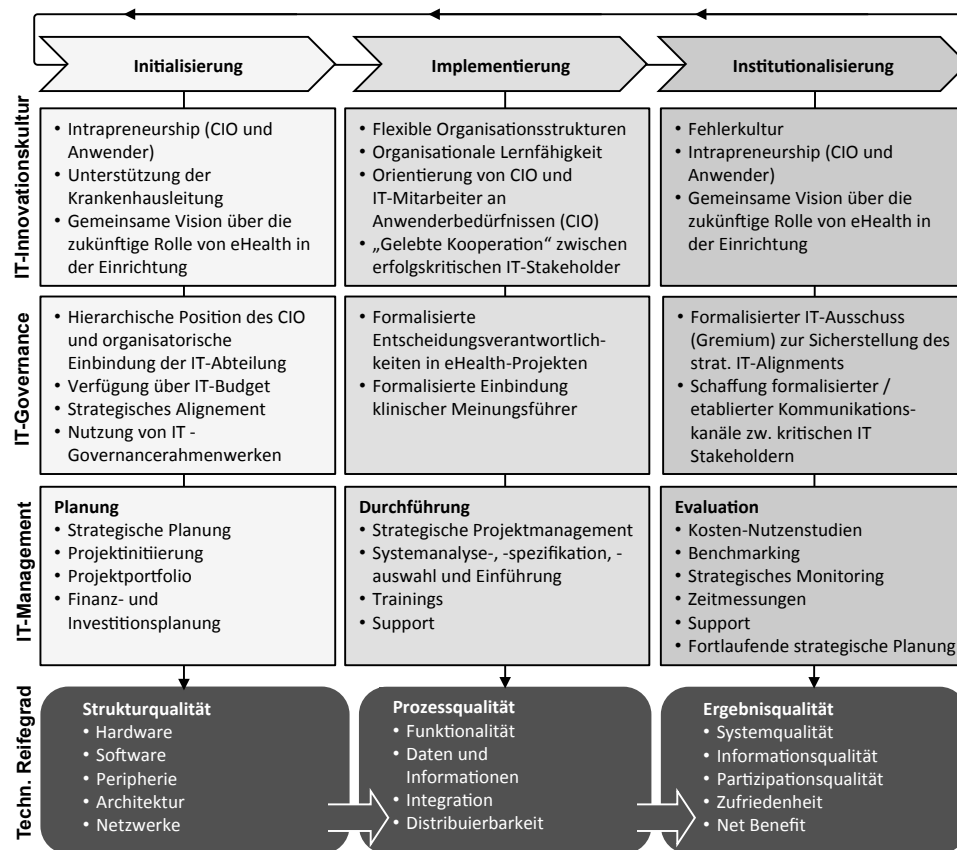 Initialisierung
Implementierung
Institutionalisierung
IT-Innovationskultur
• Intrapreneurship (CIO und
Anwender)
• Unterstützung der
Krankenhausleitung
• Gemeinsame Vision über die
zukünftige Rolle von eHealth in
der Einrichtung
• Flexible Organisationsstrukturen
• Organisationale Lernfähigkeit
• Orientierung von CIO und
IT-Mitarbeiter an
Anwenderbedürfnissen (CIO)
• „Gelebte Kooperation“ zwischen
erfolgskritischen IT-Stakeholder
• Fehlerkultur
• Intrapreneurship (CIO und
Anwender)
• Gemeinsame Vision über die
zukünftige Rolle von eHealth in
der Einrichtung
IT-Governance
• Hierarchische Position des CIO
und organisatorische
Einbindung der IT-Abteilung
• Verfügung über IT-Budget
• Strategisches Alignement
• Nutzung von IT -
Governancerahmenwerken
• Formalisierte
Entscheidungsverantwortlich-
keiten in eHealth-Projekten
• Formalisierte Einbindung
klinischer Meinungsführer
• Formalisierter IT-Ausschuss
(Gremium) zur Sicherstellung des
strat. IT-Alignments
• Schaffung formalisierter /
etablierter Kommunikations-
kanäle zw. kritischen IT
Stakeholdern
IT-Management
Planung
• Strategische Planung
• Projektinitiierung
• Projektportfolio
• Finanz- und
Investitionsplanung
Durchführung
• Strategische Projektmanagement
• Systemanalyse-, -spezifikation, -
auswahl und Einführung
• Trainings
• Support
Evaluation
• Kosten-Nutzenstudien
• Benchmarking
• Strategisches Monitoring
• Zeitmessungen
• Support
• Fortlaufende strategische Planung
Techn. Reifegrad
Strukturqualität
• Hardware
• Software
• Peripherie
• Architektur
• Netzwerke
Prozessqualität
• Funktionalität
• Daten und
Informationen
• Integration
• Distribuierbarkeit
Ergebnisqualität
• Systemqualität
• Informationsqualität
• Partizipationsqualität
• Zufriedenheit
• Net Benefit